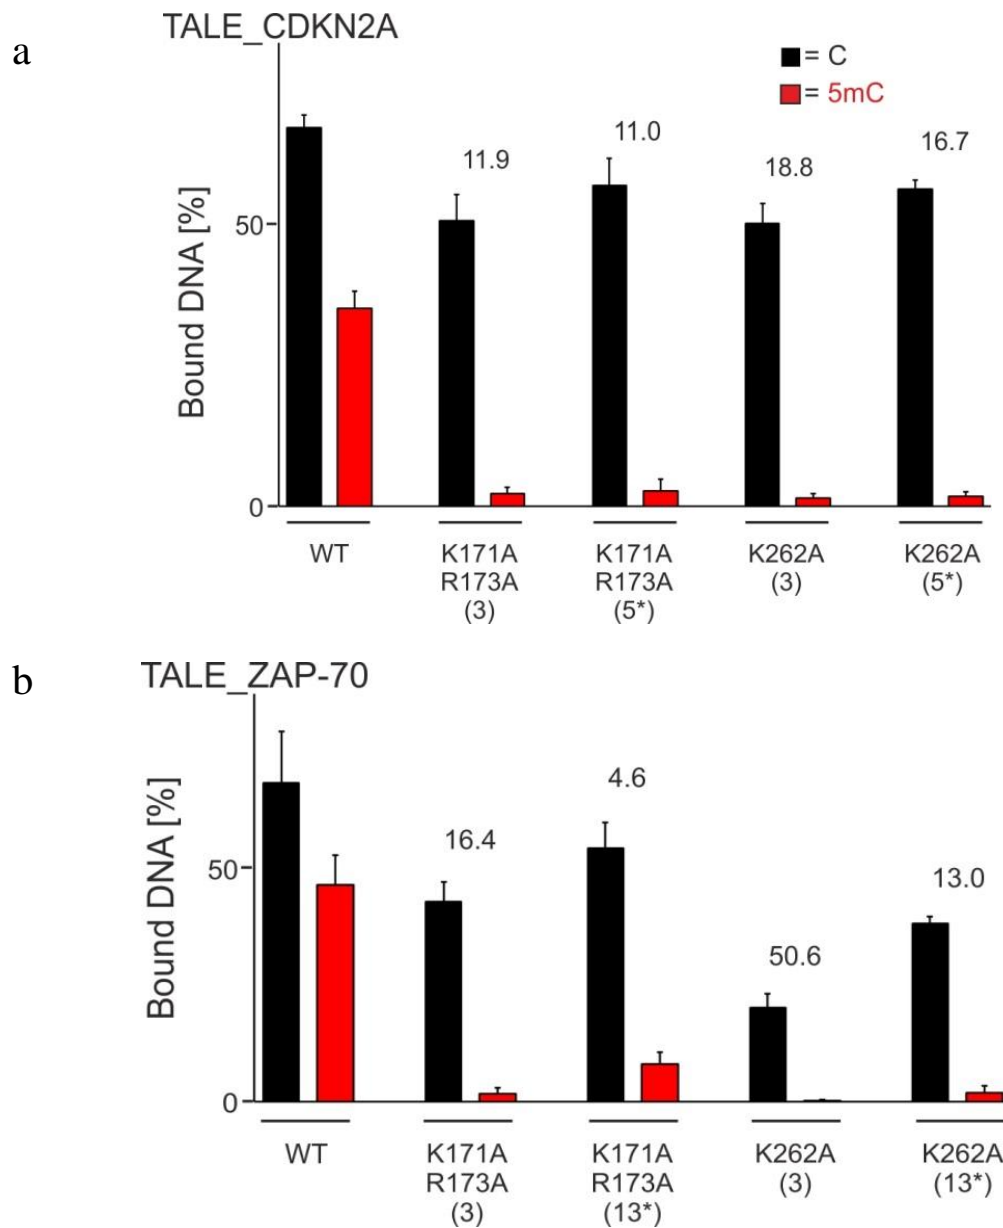 a
TALE_CDKN2A
= C
= 5mC
Bound DNA [%]
50
0
11.9
11.0
18.8
16.7
WT
K171A
R173A
(3)
K171A
R173A
(5*)
K262A
(3)
K262A
(5*)
b
TALE_ZAP-70
Bound DNA [%]
50
0
16.4
4.6
50.6
13.0
WT
K171A
R173A
(3)
K171A
R173A
(13*)
K262A
(3)
K262A
(13*)